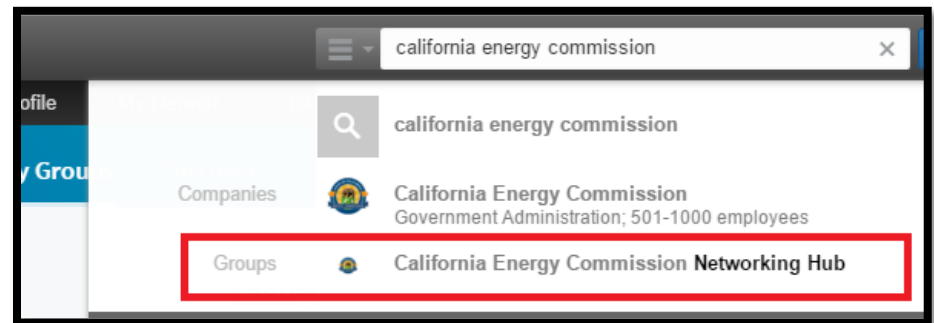 california energy commission
ofile
california energy commission
y Grou
Companies
California Energy Commission
Government Administration; 501-1000 employees
Groups
California Energy Commission Networking Hub